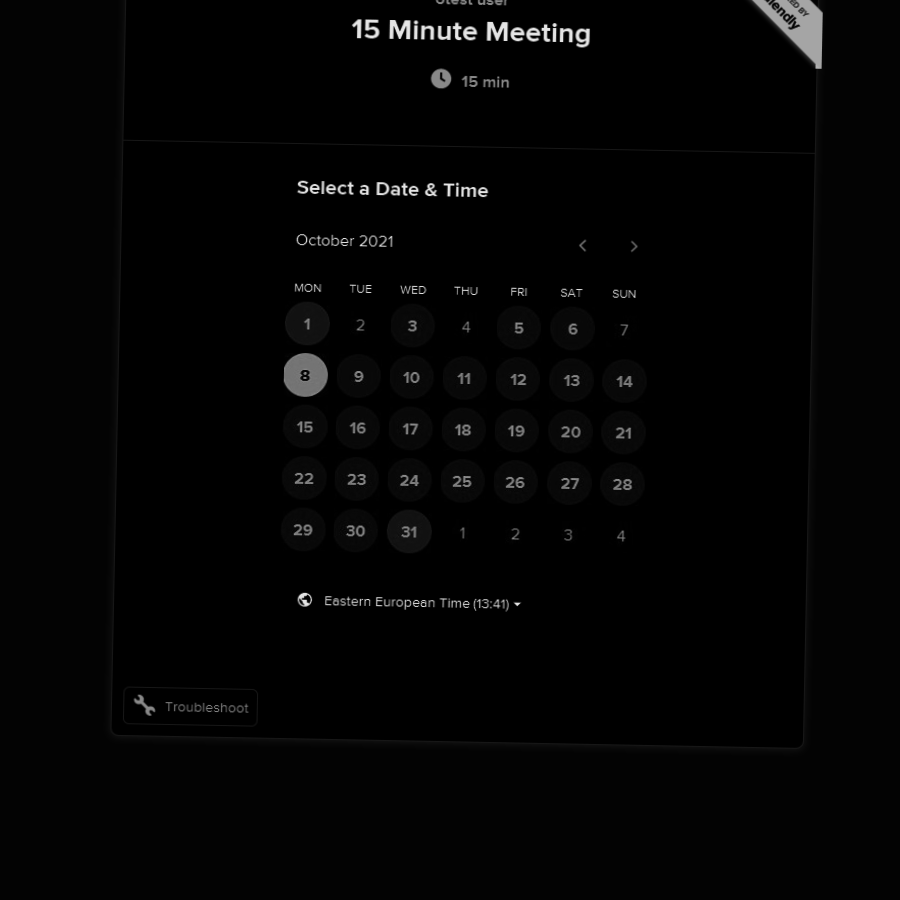 15 Minute Meeting
15 min
Select a Date & Time
October 2021
MON TUE WED THU FRI SAT SUN
1 2 3 4 5 6 7
8 9 10 11 12 13 14
15 16 17 18 19 20 21
22 23 24 25 26 27 28
29 30 31 1 2 3 4
Eastern European Time (13:41)
Troubleshoot